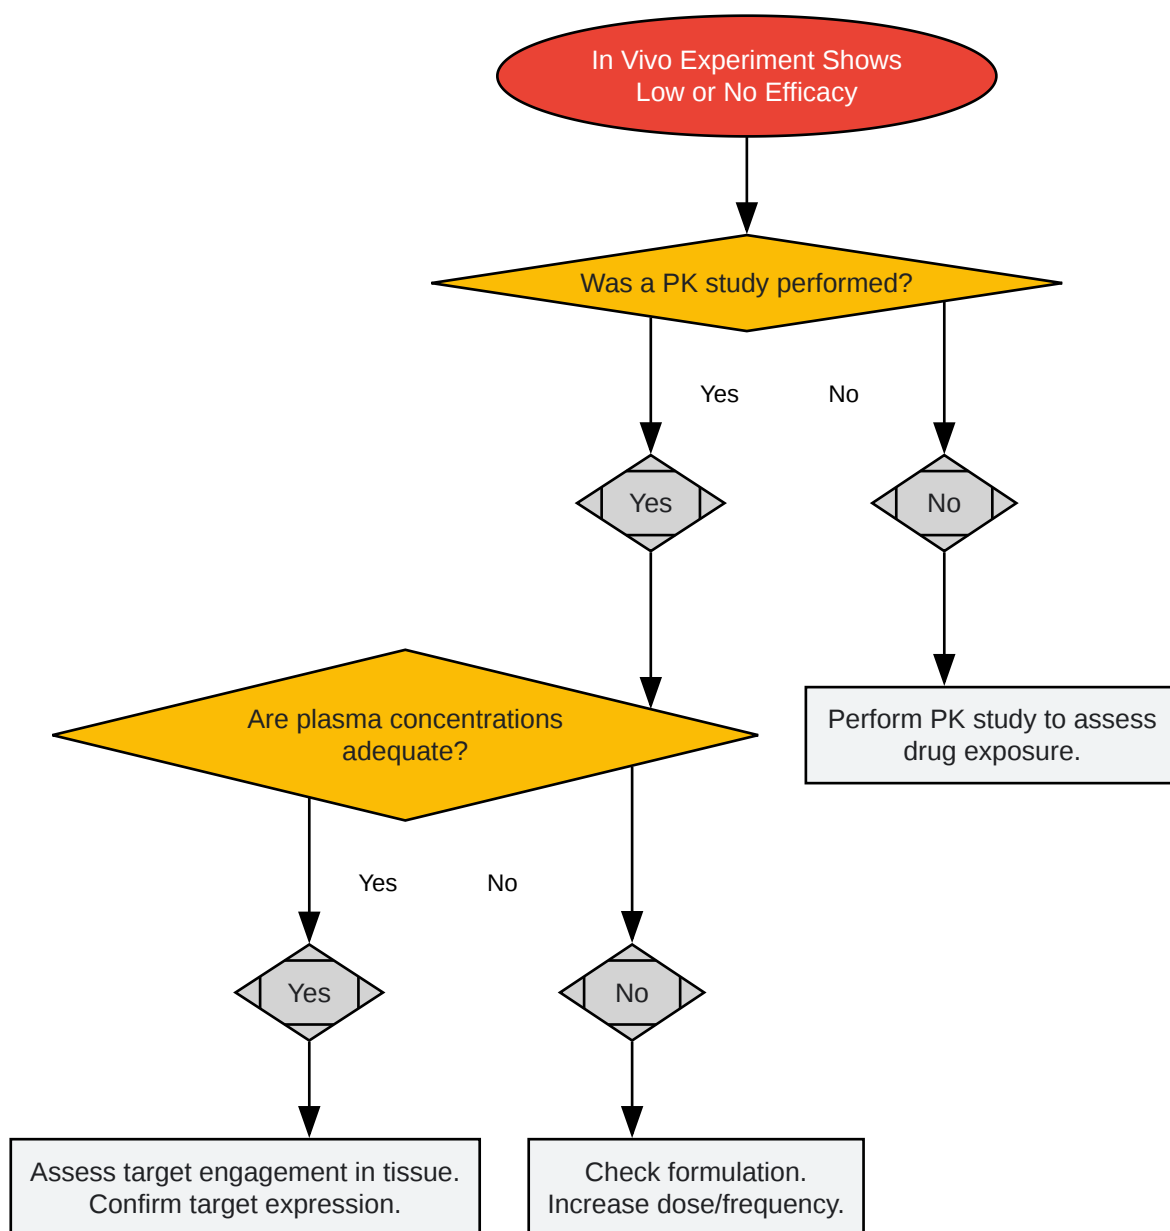 In Vivo Experiment Shows
Low or No Efficacy
Was a PK study performed?
Yes
No
Yes
No
Perform PK study to assess
drug exposure.
Are plasma concentrations
adequate?
Yes
No
Yes
No
Assess target engagement in tissue.
Confirm target expression.
Check formulation.
Increase dose/frequency.